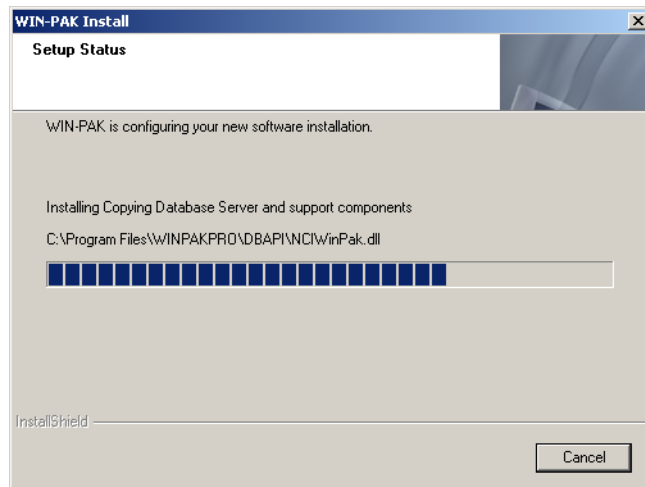 WIN-PAK Install
Setup Status
WIN-PAK is configuring your new software installation.
Installing Copying Database Server and support components
C:\Program Files\WINPAKPRO\DBAPI\NCIWinPak.dll
InstallShield
Cancel